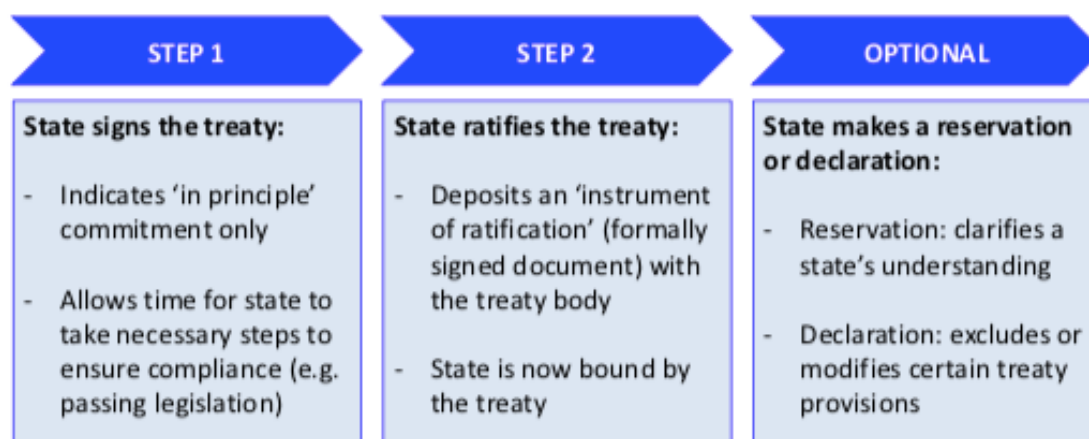 STEP 1
State signs the treaty:
- Indicates ‘in principle’
commitment only
- Allows time for state to
take necessary steps to
ensure compliance (e.g.
passing legislation)
STEP 2
State ratifies the treaty:
- Deposits an ‘instrument
of ratification’ (formally
signed document) with
the treaty body
- State is now bound by
the treaty
OPTIONAL
State makes a reservation
or declaration:
- Reservation: clarifies a
state’s understanding
- Declaration: excludes or
modifies certain treaty
provisions